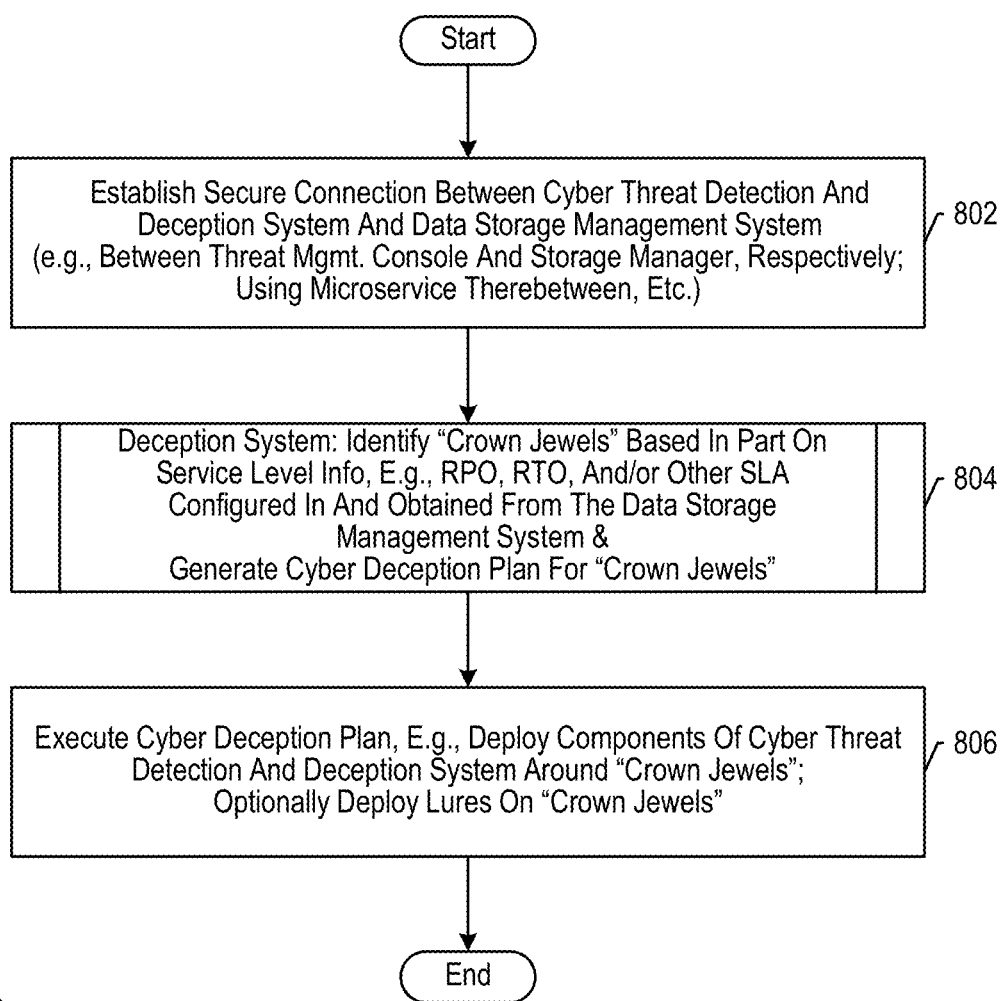 Start
Establish Secure Connection Between Cyber Threat Detection And
Deception System And Data Storage Management System
(e.g., Between Threat Mgmt. Console And Storage Manager, Respectively;
Using Microservice Therebetween, Etc.)
802
Deception System: Identify “Crown Jewels” Based In Part On
Service Level Info, E.g., RPO, RTO, And/or Other SLA
Configured In And Obtained From The Data Storage
Management System &
Generate Cyber Deception Plan For “Crown Jewels”
804
Execute Cyber Deception Plan, E.g., Deploy Components Of Cyber Threat
Detection And Deception System Around “Crown Jewels”;
Optionally Deploy Lures On “Crown Jewels”
806
End